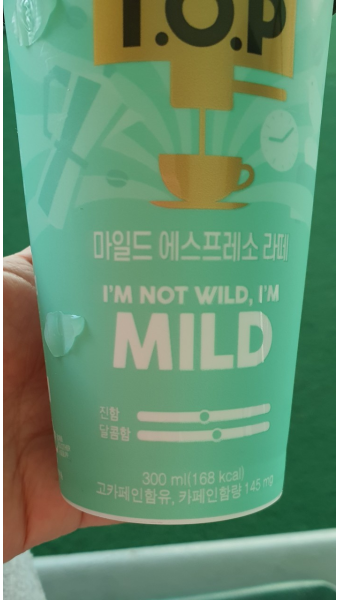 T.O.P
마일드 에스프레소 라떼
I'M NOT WILD, I'M
MILD
진함
달콤함
300 ml(168 kcal)
고카페인함유, 카페인함량 145 mg